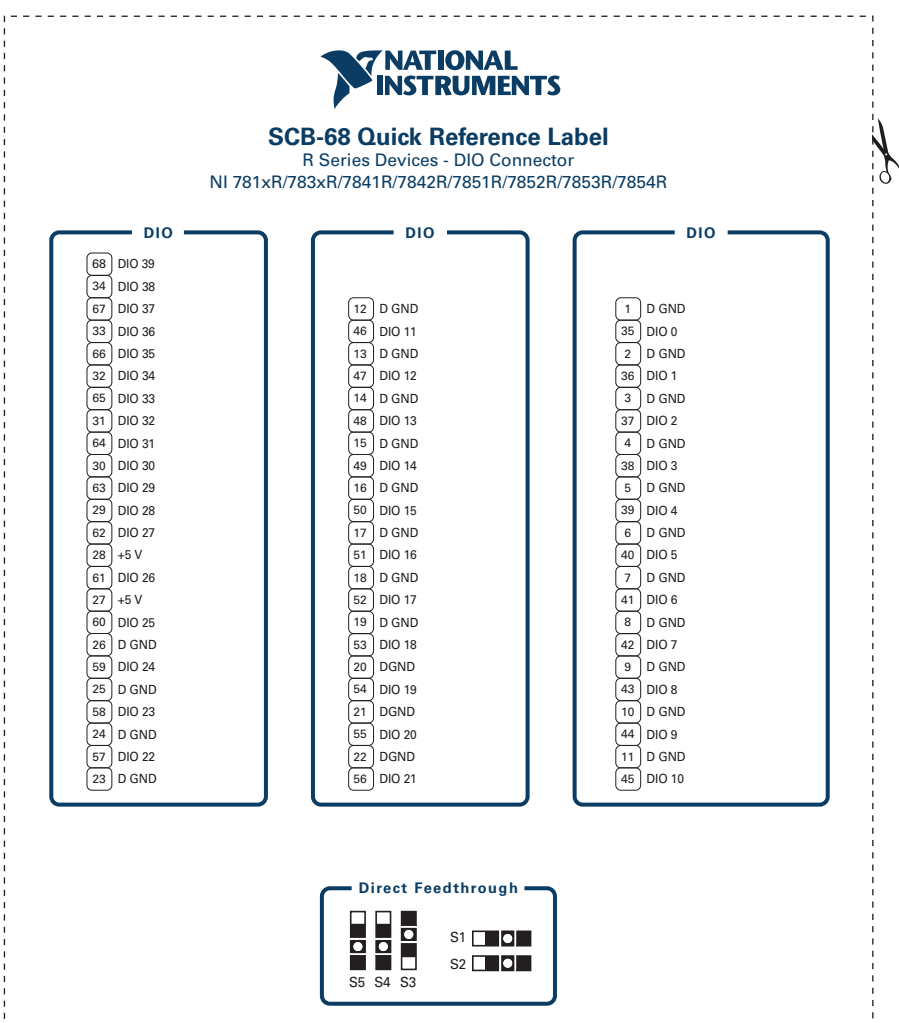 NATIONAL
INSTRUMENTS
SCB-68 Quick Reference Label
R Series Devices - DIO Connector
NI 781xR/783xR/7841R/7842R/7851R/7852R/7853R/7854R
DIO
68 DIO 39
34 DIO 38
67 DIO 37
33 DIO 36
66 DIO 35
32 DIO 34
65 DIO 33
31 DIO 32
64 DIO 31
30 DIO 30
63 DIO 29
29 DIO 28
62 DIO 27
28 +5 V
61 DIO 26
27 +5 V
60 DIO 25
26 D GND
59 DIO 24
25 D GND
58 DIO 23
24 D GND
57 DIO 22
23 D GND
DIO
12 D GND
46 DIO 11
13 D GND
47 DIO 12
14 D GND
48 DIO 13
15 D GND
49 DIO 14
16 D GND
50 DIO 15
17 D GND
51 DIO 16
18 D GND
52 DIO 17
19 D GND
53 DIO 18
20 DGND
54 DIO 19
21 DGND
55 DIO 20
22 DGND
56 DIO 21
DIO
1 D GND
35 DIO 0
2 D GND
36 DIO 1
3 D GND
37 DIO 2
4 D GND
38 DIO 3
5 D GND
39 DIO 4
6 D GND
40 DIO 5
7 D GND
41 DIO 6
8 D GND
42 DIO 7
9 D GND
43 DIO 8
10 D GND
44 DIO 9
11 D GND
45 DIO 10
Direct Feedthrough
S1
S2
S5 S4 S3